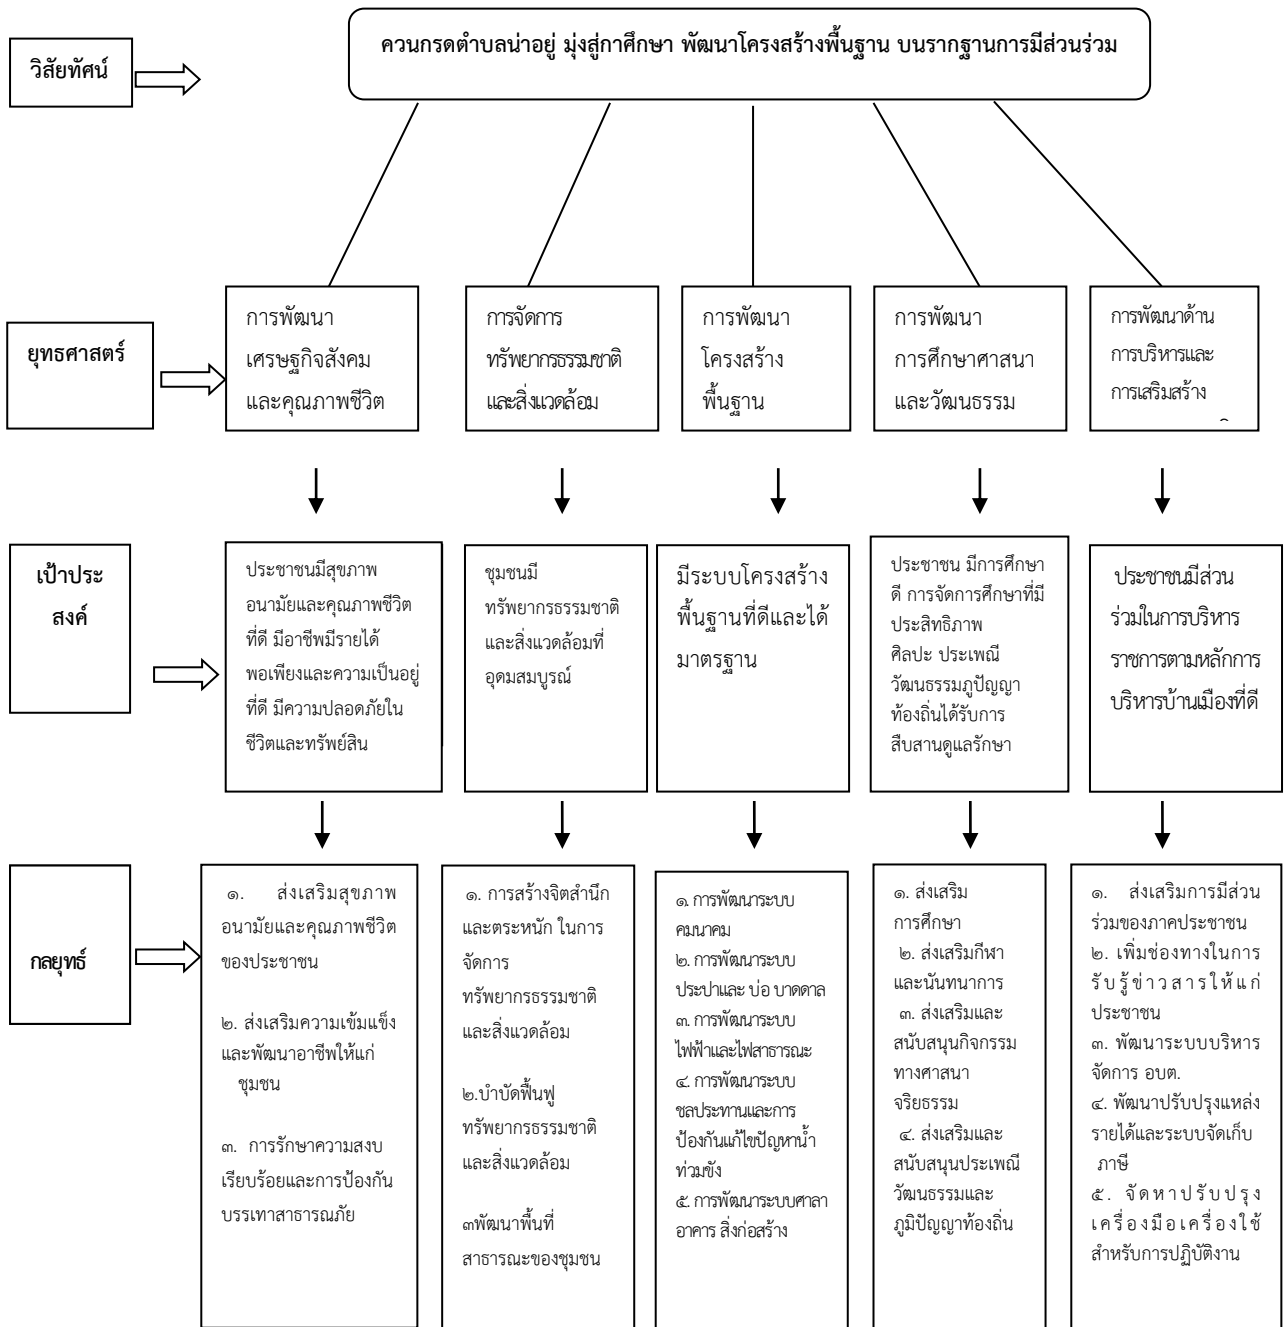 ควนกรดตำบลน่าอยู่ มุ่งสู่กาศึกษา พัฒนาโครงสร้างพื้นฐาน บนรากฐานการมีส่วนร่วม
วิสัยทัศน์
ยุทธศาสตร์
การพัฒนา
เศรษฐกิจสังคม
และคุณภาพชีวิต
การจัดการ
ทรัพยากรธรรมชาติ
และสิ่งแวดล้อม
การพัฒนา
โครงสร้าง
พื้นฐาน
การพัฒนา
การศึกษาศาสนา
และวัฒนธรรม
การพัฒนาด้าน
การบริหารและ
การเสริมสร้าง
เป้าประ
สงค์
ประชาชนมีสุขภาพ
อนามัยและคุณภาพชีวิต
ที่ดี มีอาชีพมีรายได้
พอเพียงและความเป็นอยู่
ที่ดี มีความปลอดภัยใน
ชีวิตและทรัพย์สิน
ชุมชนมี
ทรัพยากรธรรมชาติ
และสิ่งแวดล้อมที่
อุดมสมบูรณ์
มีระบบโครงสร้าง
พื้นฐานที่ดีและได้
มาตรฐาน
ประชาชน มีการศึกษา
ดี การจัดการศึกษาที่มี
ประสิทธิภาพ
ศิลปะ ประเพณี
วัฒนธรรมภูปัญญา
ท้องถิ่นได้รับการ
สืบสานดูแลรักษา
ประชาชนมีส่วน
ร่วมในการบริหาร
ราชการตามหลักการ
บริหารบ้านเมืองที่ดี
กลยุทธ์
๑. ส่งเสริมสุขภาพ
อนามัยและคุณภาพชีวิต
ของประชาชน
๒. ส่งเสริมความเข้มแข็ง
และพัฒนาอาชีพให้แก่
ชุมชน
๓. การรักษาความสงบ
เรียบร้อยและการป้องกัน
บรรเทาสาธารณภัย
๑. การสร้างจิตสำนึก
และตระหนัก ในการ
จัดการ
ทรัพยากรธรรมชาติ
และสิ่งแวดล้อม
๒.บำบัดฟื้นฟู
ทรัพยากรธรรมชาติ
และสิ่งแวดล้อม
๓พัฒนาพื้นที่
สาธารณะของชุมชน
๑. การพัฒนาระบบ
คมนาคม
๒. การพัฒนาระบบ
ประปาและ บ่อ บาดดาล
๓. การพัฒนาระบบ
ไฟฟ้าและไฟสาธารณะ
๔. การพัฒนาระบบ
ชลประทานและการ
ป้องกันแก้ไขปัญหาน้ำ
ท่วมขัง
๕. การพัฒนาระบบศาลา
อาคาร สิ่งก่อสร้าง
๑. ส่งเสริม
การศึกษา
๒. ส่งเสริมกีฬา
และนันทนาการ
๓. ส่งเสริมและ
สนับสนุนกิจกรรม
ทางศาสนา
จริยธรรม
๔. ส่งเสริมและ
สนับสนุนประเพณี
วัฒนธรรมและ
ภูมิปัญญาท้องถิ่น
๑. ส่งเสริมการมีส่วน
ร่วมของภาคประชาชน
๒. เพิ่มช่องทางในการ
รับรู้ข่าวสารให้แก่
ประชาชน
๓. พัฒนาระบบบริหาร
จัดการ อบต.
๔. พัฒนาปรับปรุงแหล่ง
รายได้และระบบจัดเก็บ
ภาษี
๕. จัดหาปรับปรุง
เครื่องมือเครื่องใช้
สำหรับการปฏิบัติงาน